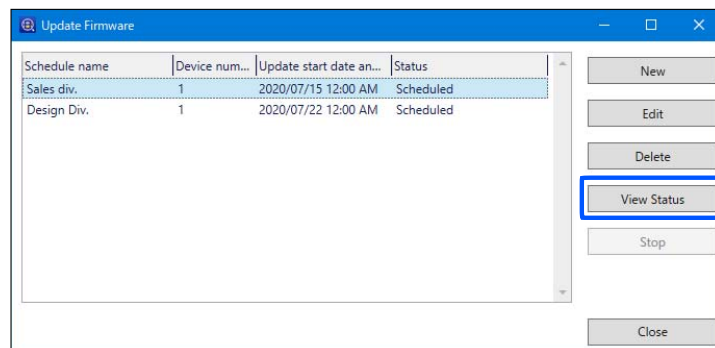 Update Firmware
Schedule name Device num... Update start date an... Status
Sales div. 1 2020/07/15 12:00 AM Scheduled
Design Div. 1 2020/07/22 12:00 AM Scheduled
New
Edit
Delete
View Status
Stop
Close